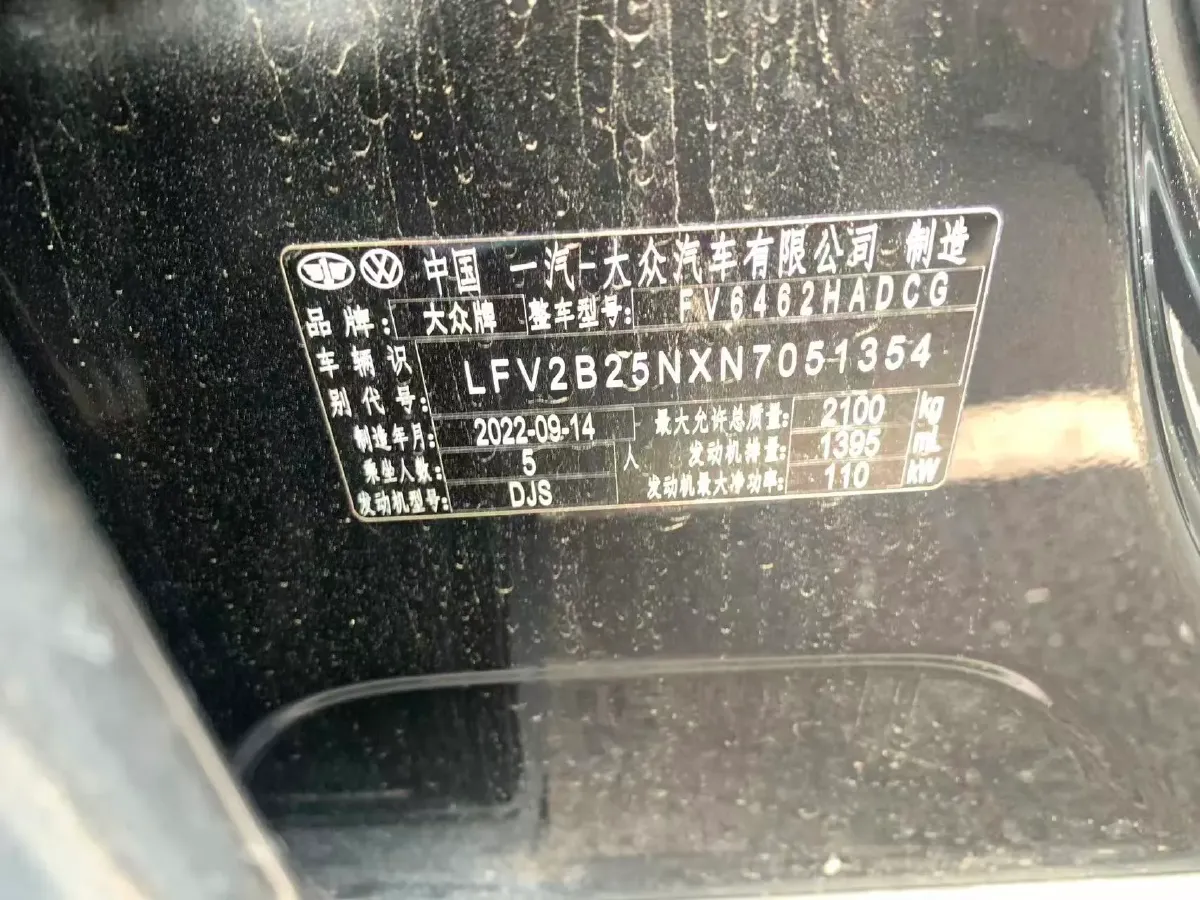 中国 一汽-大众汽车有限公司 制造
品牌: 大众牌 整车型号: FV6462HADCG
车辆识别代号: LFV2B25NXN7051354
制造年月: 2022-09-14 最大允许总质量: 2100 kg
乘坐人数: 5 人 发动机排量: 1395 mL
发动机型号: DJS 发动机最大净功率: 110 kW